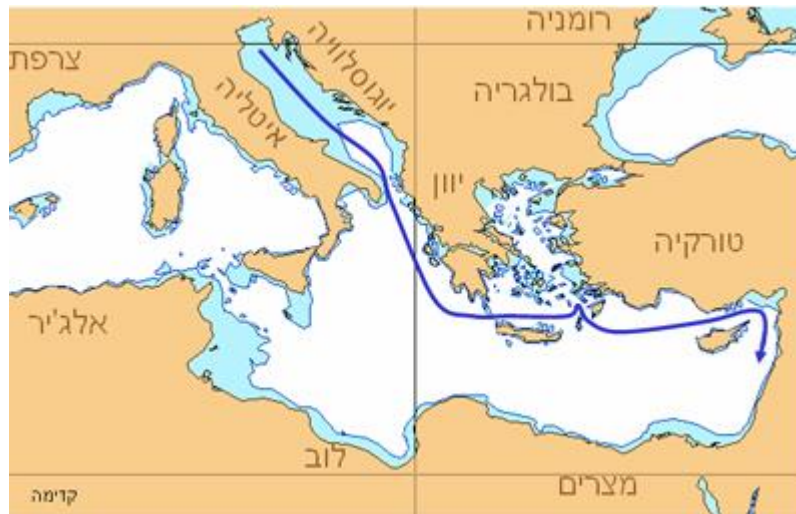 רומניה
צרפת
יוגוסלוויה
איטליה
בולגריה
יוון
טורקיה
אלג'יר
לוב
מצרים
קדימה